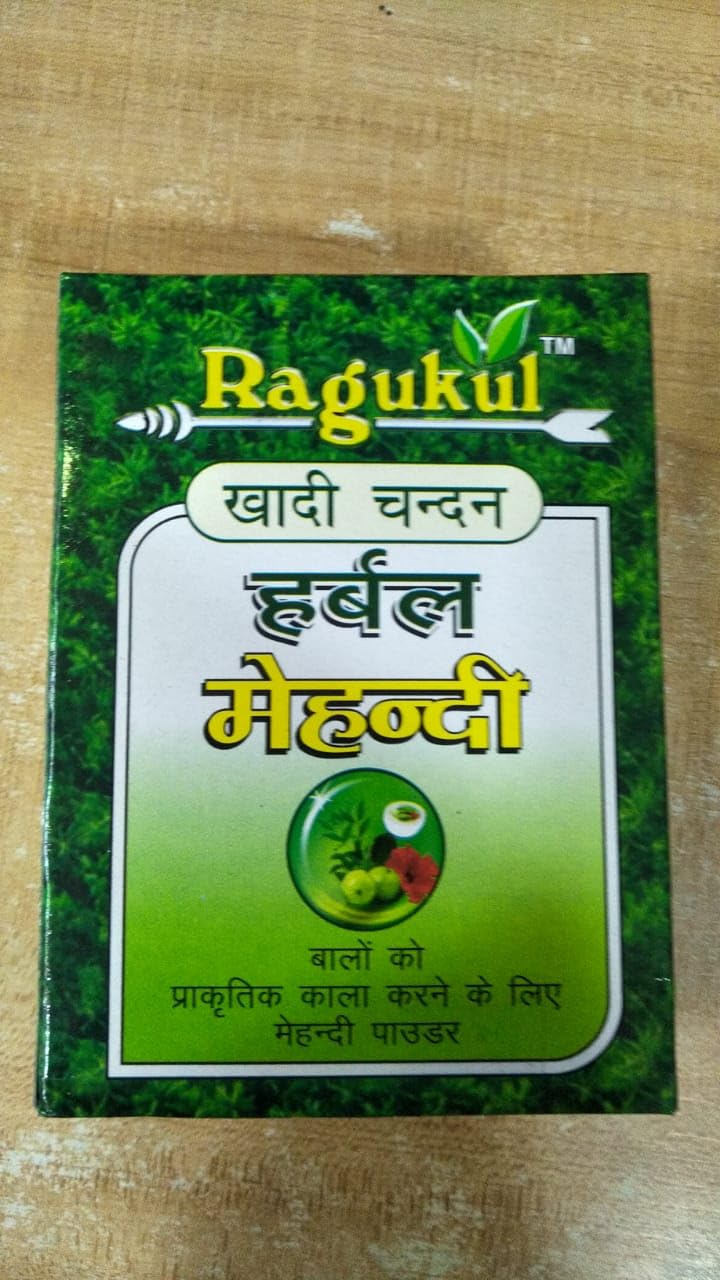 Ragukul TM
खादी चन्दन
हर्बल
मेहन्दी
बालों को
प्राकृतिक काला करने के लिए
मेहन्दी पाउडर